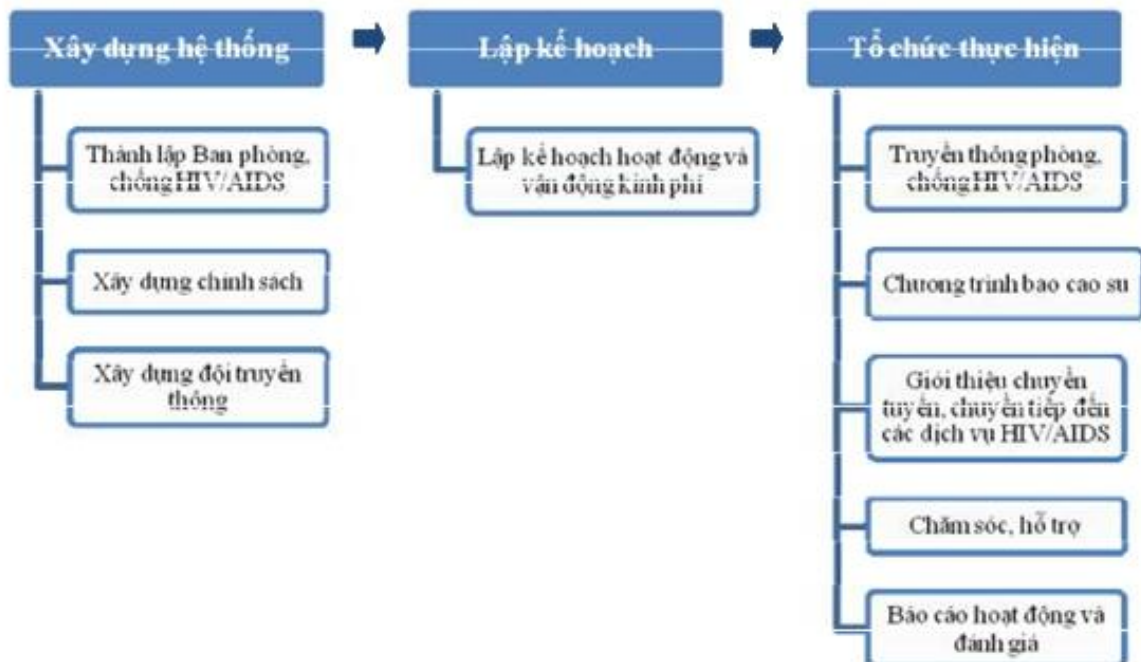 Xây dựng hệ thống
Thành lập Ban phòng,
chống HIV/AIDS
Xây dựng chính sách
Xây dựng đội truyền
thông
Lập kế hoạch
Lập kế hoạch hoạt động và
vận động kinh phí
Tổ chức thực hiện
Truyền thông phòng,
chống HIV/AIDS
Chương trình bao cao su
Giới thiệu chuyển
tuyến, chuyển tiếp đến
các dịch vụ HIV/AIDS
Chăm sóc, hỗ trợ
Báo cáo hoạt động và
đánh giá